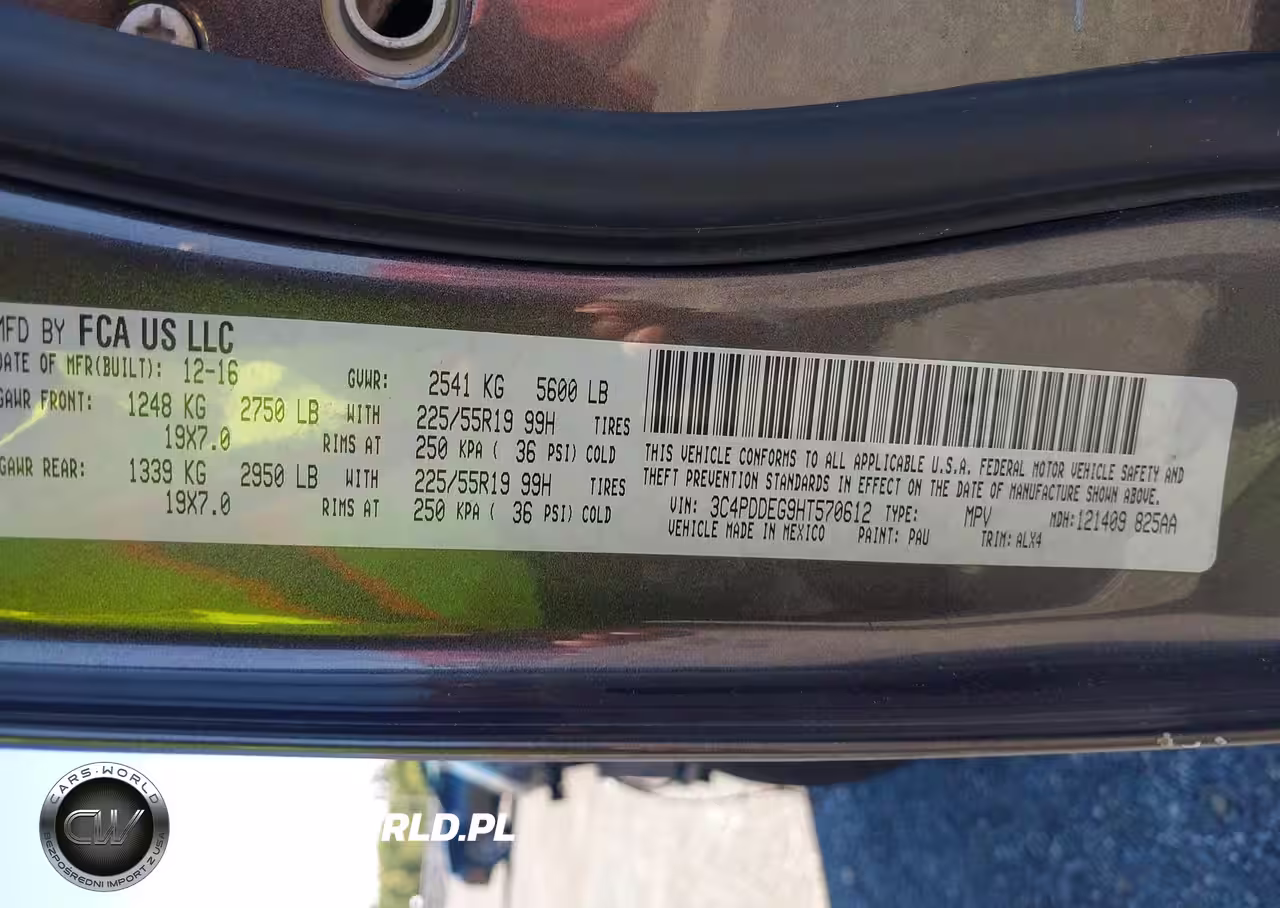 MFD BY FCA US LLC
DATE OF MFR(BUILT): 12-16 GVWR: 2541 KG 5600 LB
GAWR FRONT: 1248 KG 2750 LB WITH 225/55R19 99H TIRES
19X7.0 RIMS AT 250 KPA ( 36 PSI) COLD
GAWR REAR: 1339 KG 2950 LB WITH 225/55R19 99H TIRES
19X7.0 RIMS AT 250 KPA ( 36 PSI) COLD
THIS VEHICLE CONFORMS TO ALL APPLICABLE U.S.A. FEDERAL MOTOR VEHICLE SAFETY AND
THEFT PREVENTION STANDARDS IN EFFECT ON THE DATE OF MANUFACTURE SHOWN ABOVE.
VIN: 3C4PDDEG9HT570612 TYPE: MPV MDH:121409 825AA
VEHICLE MADE IN MEXICO PAINT: PAU TRIM: ALX4
CARS-WORLD
CW
BEZPOŚREDNI IMPORT Z USA
RLD.PL